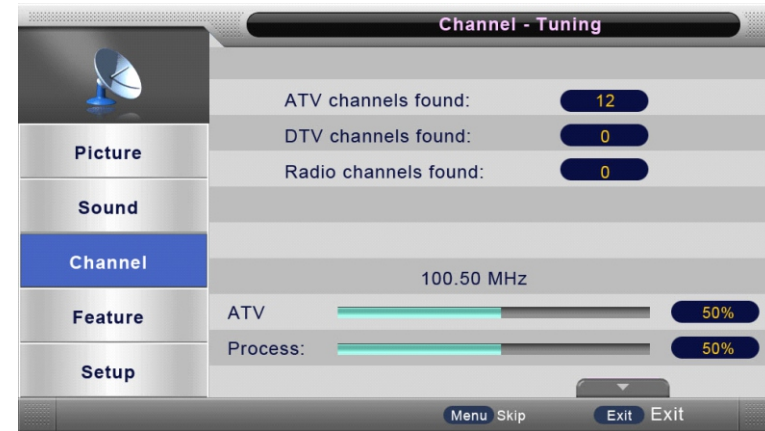 Channel - Tuning
ATV channels found: 12
DTV channels found: 0
Radio channels found: 0
Picture
Sound
Channel
Feature
Setup
100.50 MHz
ATV 50%
Process: 50%
Menu Skip Exit Exit